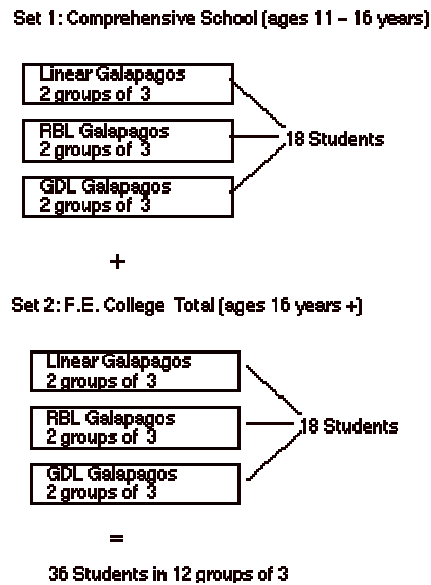 Set 1: Comprehensive School (ages 11 – 16 years)
Linear Galapagos
2 groups of 3
RBL Galapagos
2 groups of 3
GDL Galapagos
2 groups of 3
18 Students
+
Set 2: F.E. College Total (ages 16 years +)
Linear Galapagos
2 groups of 3
RBL Galapagos
2 groups of 3
GDL Galapagos
2 groups of 3
18 Students
=
36 Students in 12 groups of 3